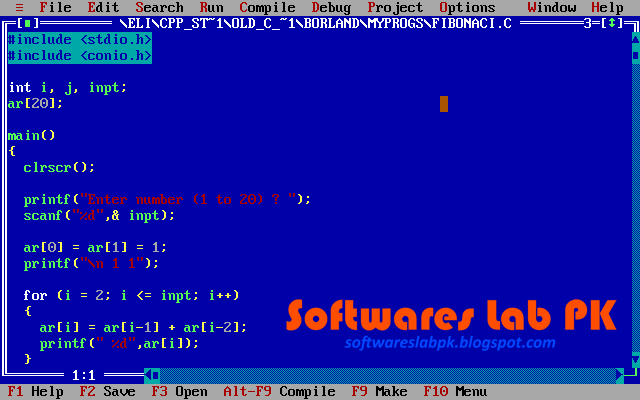 ≡ File Edit Search Run Compile Debug Project Options Window Help
[■] \ELI\CPP_ST~1\OLD_C_~1\BORLAND\MYPROGS\FIBONACI.C 3=[↕]
#include <stdio.h>
#include <conio.h>
int i, j, inpt;
ar[20];
main()
{
clrscr();
printf("Enter number (1 to 20) ? ");
scanf("%d",& inpt);
ar[0] = ar[1] = 1;
printf("\n 1 1");
for (i = 2; i <= inpt; i++)
{
ar[i] = ar[i-1] + ar[i-2];
printf(" %d",ar[i]);
}
Softwares Lab PK
softwareslabpk.blogspot.com
1:1
F1 Help F2 Save F3 Open Alt-F9 Compile F9 Make F10 Menu